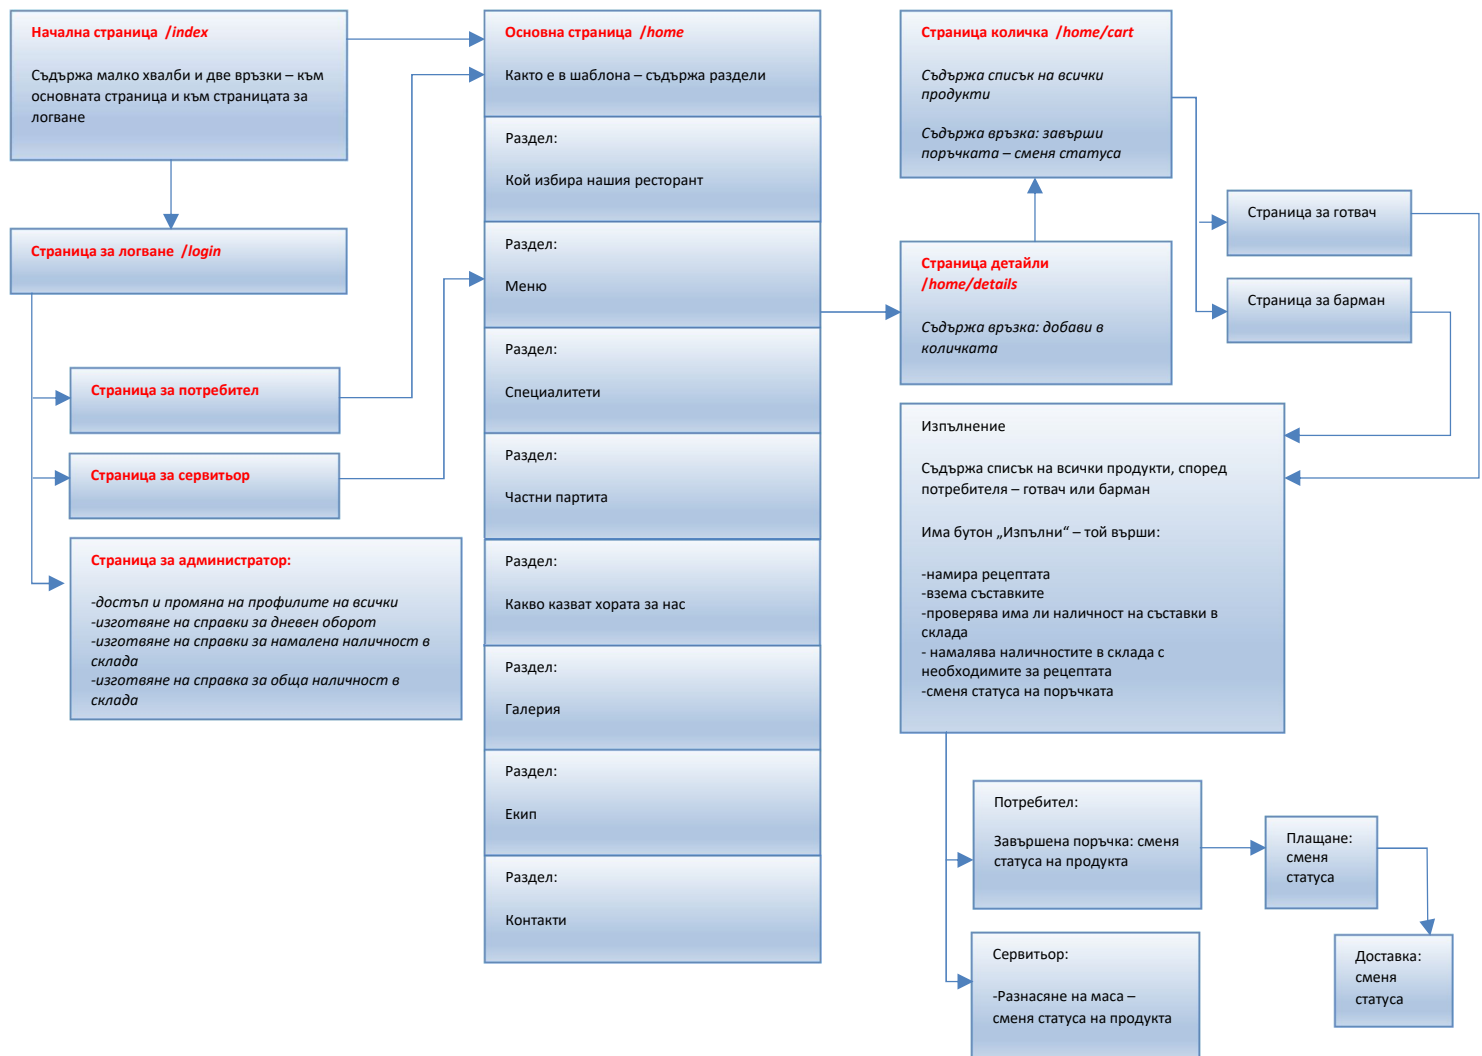 Начална страница /index
Съдържа малко хвалби и две връзки – към
основната страница и към страницата за
логване
Страница за логване /login
Страница за потребител
Страница за сервитьор
Страница за администратор:
-достъп и промяна на профилите на всички
-изготвяне на справки за дневен оборот
-изготвяне на справки за намалена наличност в
склада
-изготвяне на справка за обща наличност в
склада
Основна страница /home
Както е в шаблона – съдържа раздели
Раздел:
Кой избира нашия ресторант
Раздел:
Меню
Раздел:
Специалитети
Раздел:
Частни партита
Раздел:
Какво казват хората за нас
Раздел:
Галерия
Раздел:
Екип
Раздел:
Контакти
Страница количка /home/cart
Съдържа списък на всички
продукти
Съдържа връзка: завърши
поръчката – сменя статуса
Страница детайли
/home/details
Съдържа връзка: добави в
количката
Страница за готвач
Страница за барман
Изпълнение
Съдържа списък на всички продукти, според
потребителя – готвач или барман
Има бутон „Изпълни“ – той върши:
-намира рецептата
-взема съставките
-проверява има ли наличност на съставки в
склада
- намалява наличностите в склада с
необходимите за рецептата
-сменя статуса на поръчката
Потребител:
Завършена поръчка: сменя
статуса на продукта
Плащане:
сменя
статуса
Доставка:
сменя
статуса
Сервитьор:
-Разнасяне на маса –
сменя статуса на продукта